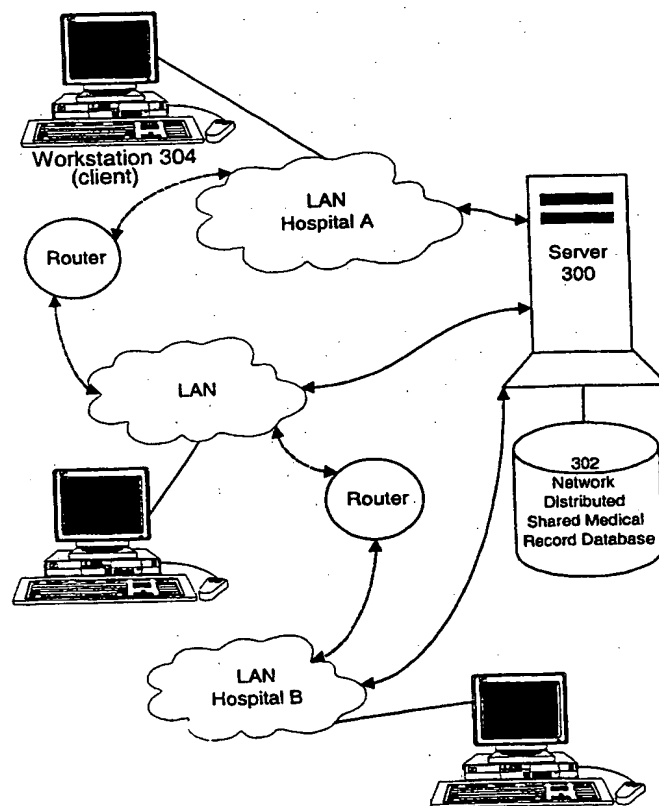 Workstation 304
(client)
LAN
Hospital A
Router
Server
300
LAN
302
Network
Distributed
Shared Medical
Record Database
Router
LAN
Hospital B